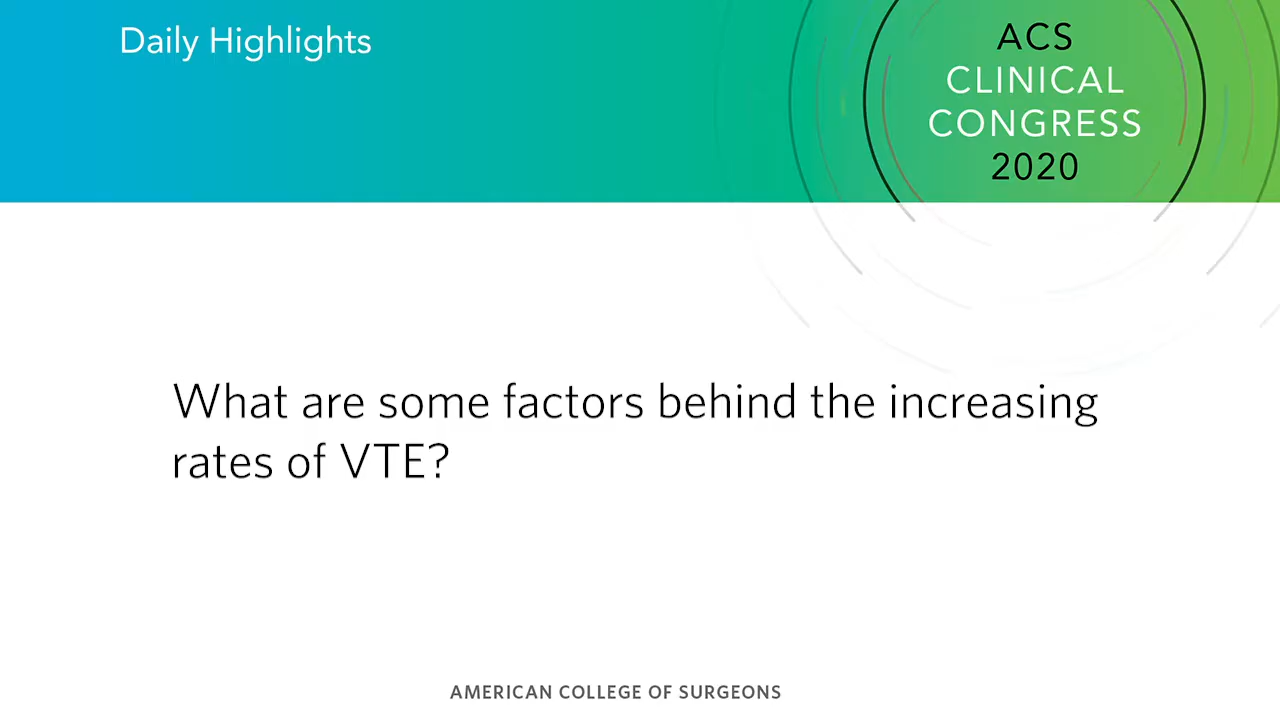 Daily Highlights
ACS
CLINICAL
CONGRESS
2020
What are some factors behind the increasing
rates of VTE?
AMERICAN COLLEGE OF SURGEONS